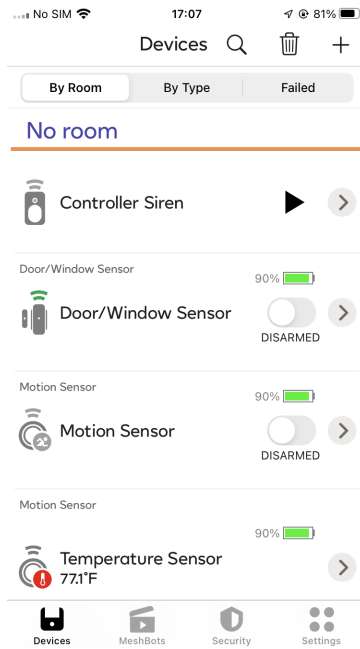 No SIM 17:07 81%
Devices
By Room By Type Failed
No room
Controller Siren
Door/Window Sensor
90%
Door/Window Sensor
DISARMED
Motion Sensor
90%
Motion Sensor
DISARMED
Motion Sensor
90%
Temperature Sensor
77.1°F
Devices MeshBots Security Settings